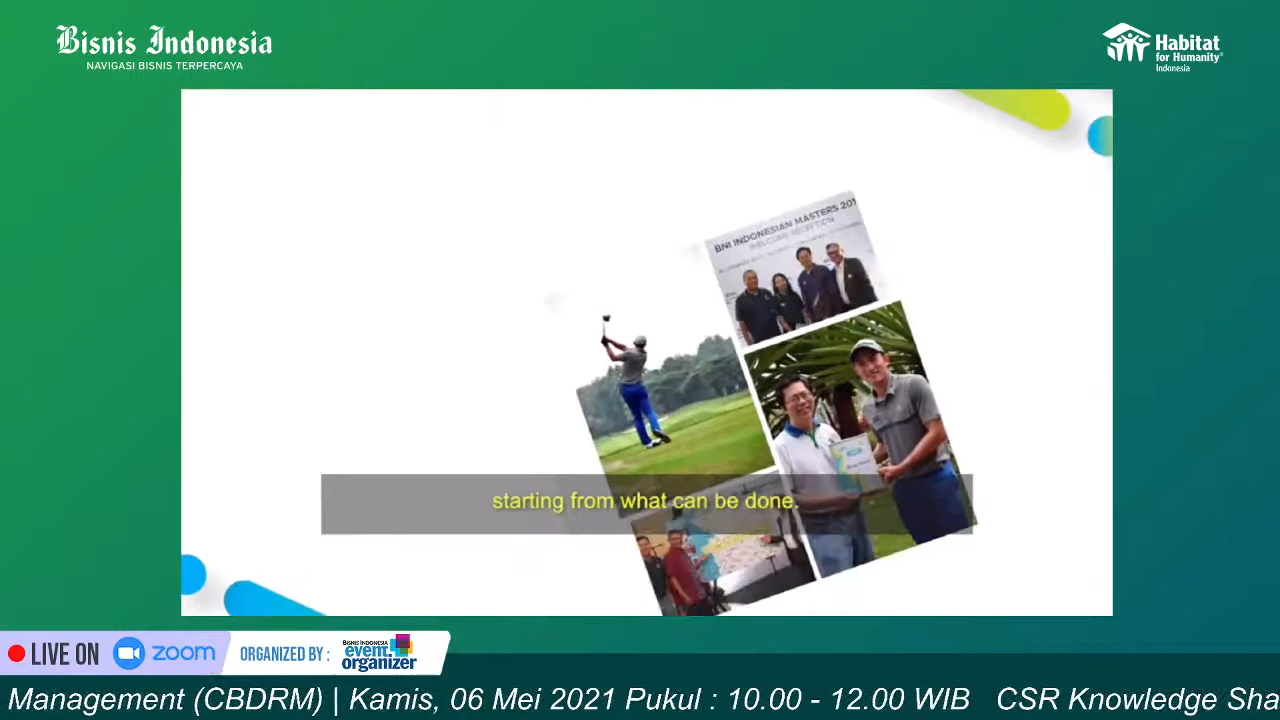 Bisnis Indonesia
NAVIGASI BISNIS TERPERCAYA
Habitat
for Humanity®
Indonesia
BNI INDONESIAN MASTERS 201
WELCOME RECEPTION
starting from what can be done.
LIVE ON
zoom
ORGANIZED BY :
BISNIS INDONESIA
event
organizer
Management (CBDRM) | Kamis, 06 Mei 2021 Pukul : 10.00 - 12.00 WIB CSR Knowledge Sha